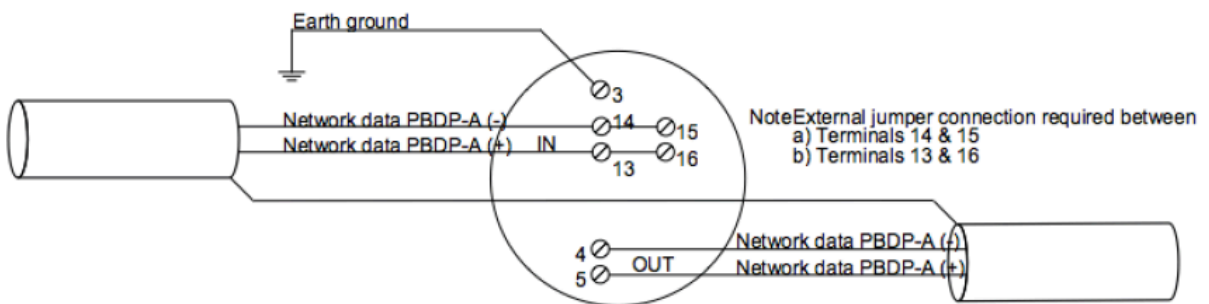 Earth ground
3
Network data PBDP-A (-)
14
15
NoteExternal jumper connection required between
a) Terminals 14 & 15
b) Terminals 13 & 16
Network data PBDP-A (+)
IN
13
16
4
Network data PBDP-A (-)
5
OUT
Network data PBDP-A (+)